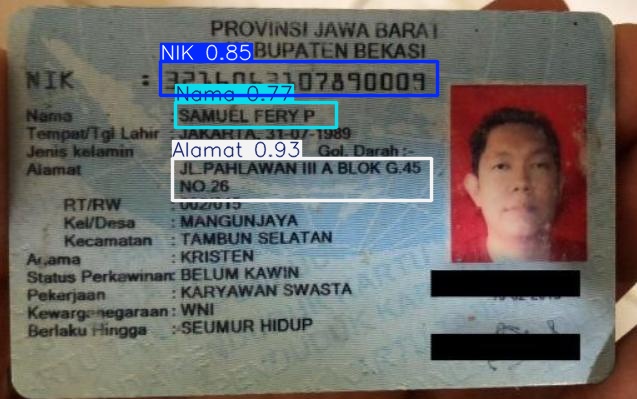 PROVINSI JAWA BARAT
BUPATEN BEKASI
NIK 0.85
NIK :
Nama 0.77
Nama : SAMUEL FERY P
Tempat/Tgl Lahir : JAKARTA, 31-07-1989
Jenis kelamin Gol. Darah :-
Alamat 0.93
Alamat JL.PAHLAWAN III A BLOK G.45
NO.26
RT/RW :
Kel/Desa : MANGUNJAYA
Kecamatan : TAMBUN SELATAN
Agama : KRISTEN
Status Perkawinan: BELUM KAWIN
Pekerjaan : KARYAWAN SWASTA
Kewarganegaraan : WNI
Berlaku Hingga : SEUMUR HIDUP